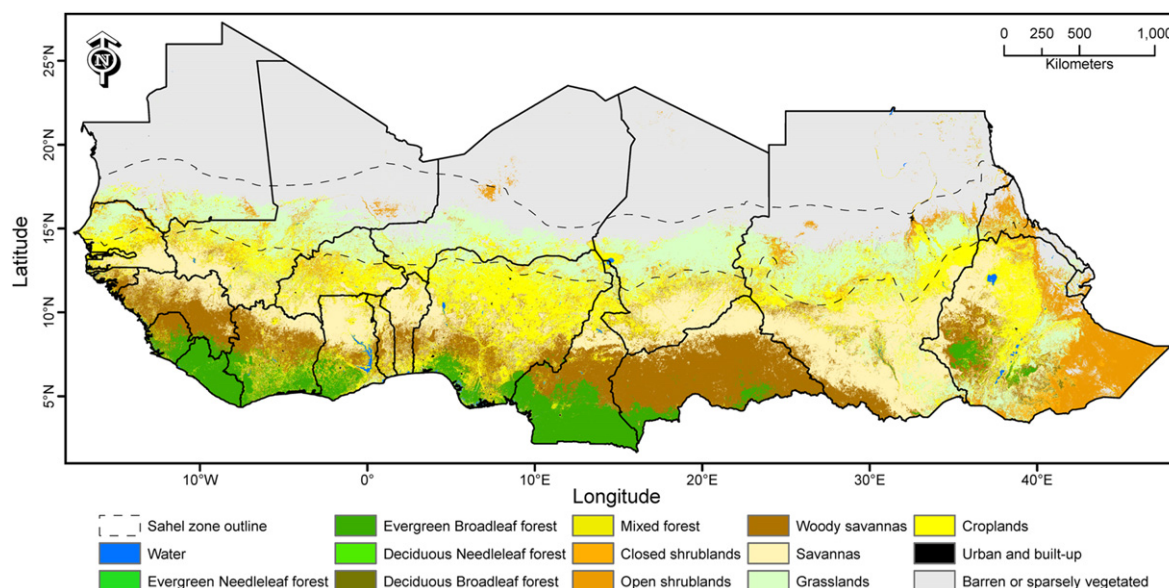 N
0 250 500 1,000
Kilometers
25°N
20°N
15°N
10°N
5°N
Latitude
10°W 0° 10°E 20°E 30°E 40°E
Longitude
Sahel zone outline Evergreen Broadleaf forest Mixed forest Woody savannas Croplands
Water Deciduous Needleleaf forest Closed shrublands Savannas Urban and built-up
Evergreen Needleleaf forest Deciduous Broadleaf forest Open shrublands Grasslands Barren or sparsely vegetated